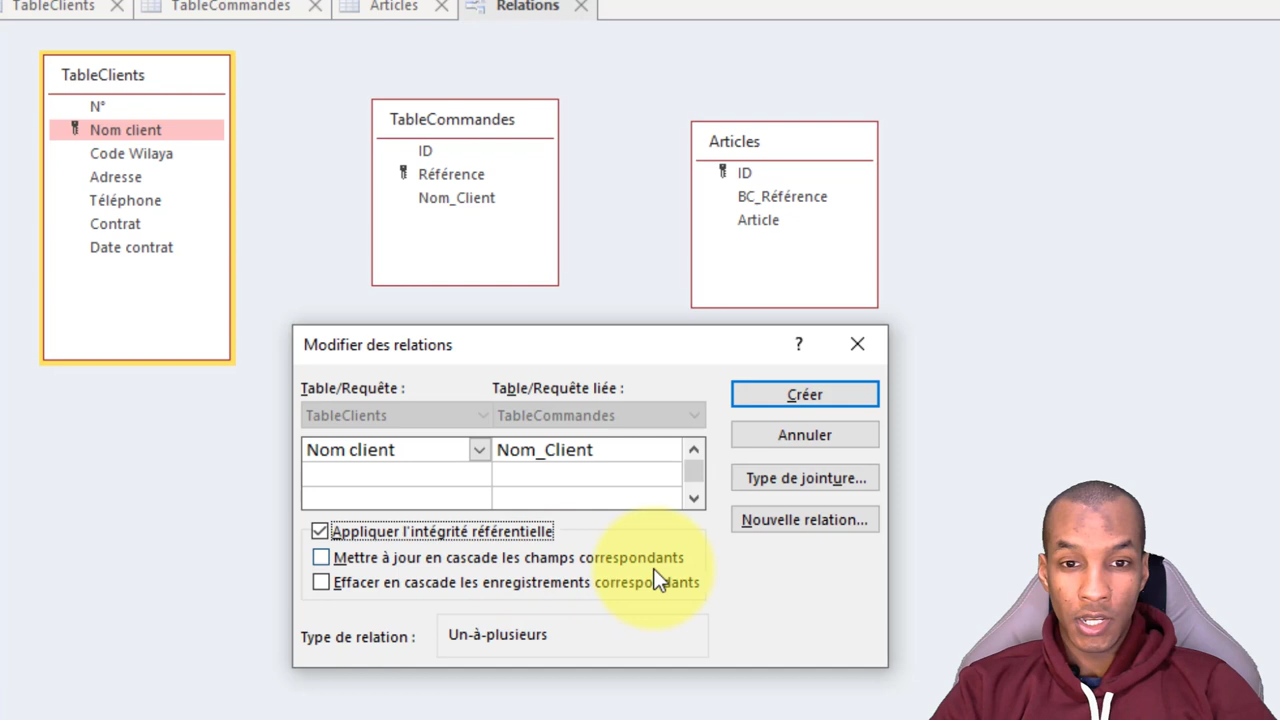 TableClients
TableCommandes
Articles
Relations
TableClients
N°
Nom client
Code Wilaya
Adresse
Téléphone
Contrat
Date contrat
TableCommandes
ID
Référence
Nom_Client
Articles
ID
BC_Référence
Article
Modifier des relations
?
Table/Requête :
Table/Requête liée :
TableClients
TableCommandes
Nom client
Nom_Client
Créer
Annuler
Type de jointure...
Nouvelle relation...
Appliquer l'intégrité référentielle
Mettre à jour en cascade les champs correspondants
Effacer en cascade les enregistrements correspondants
Type de relation :
Un-à-plusieurs